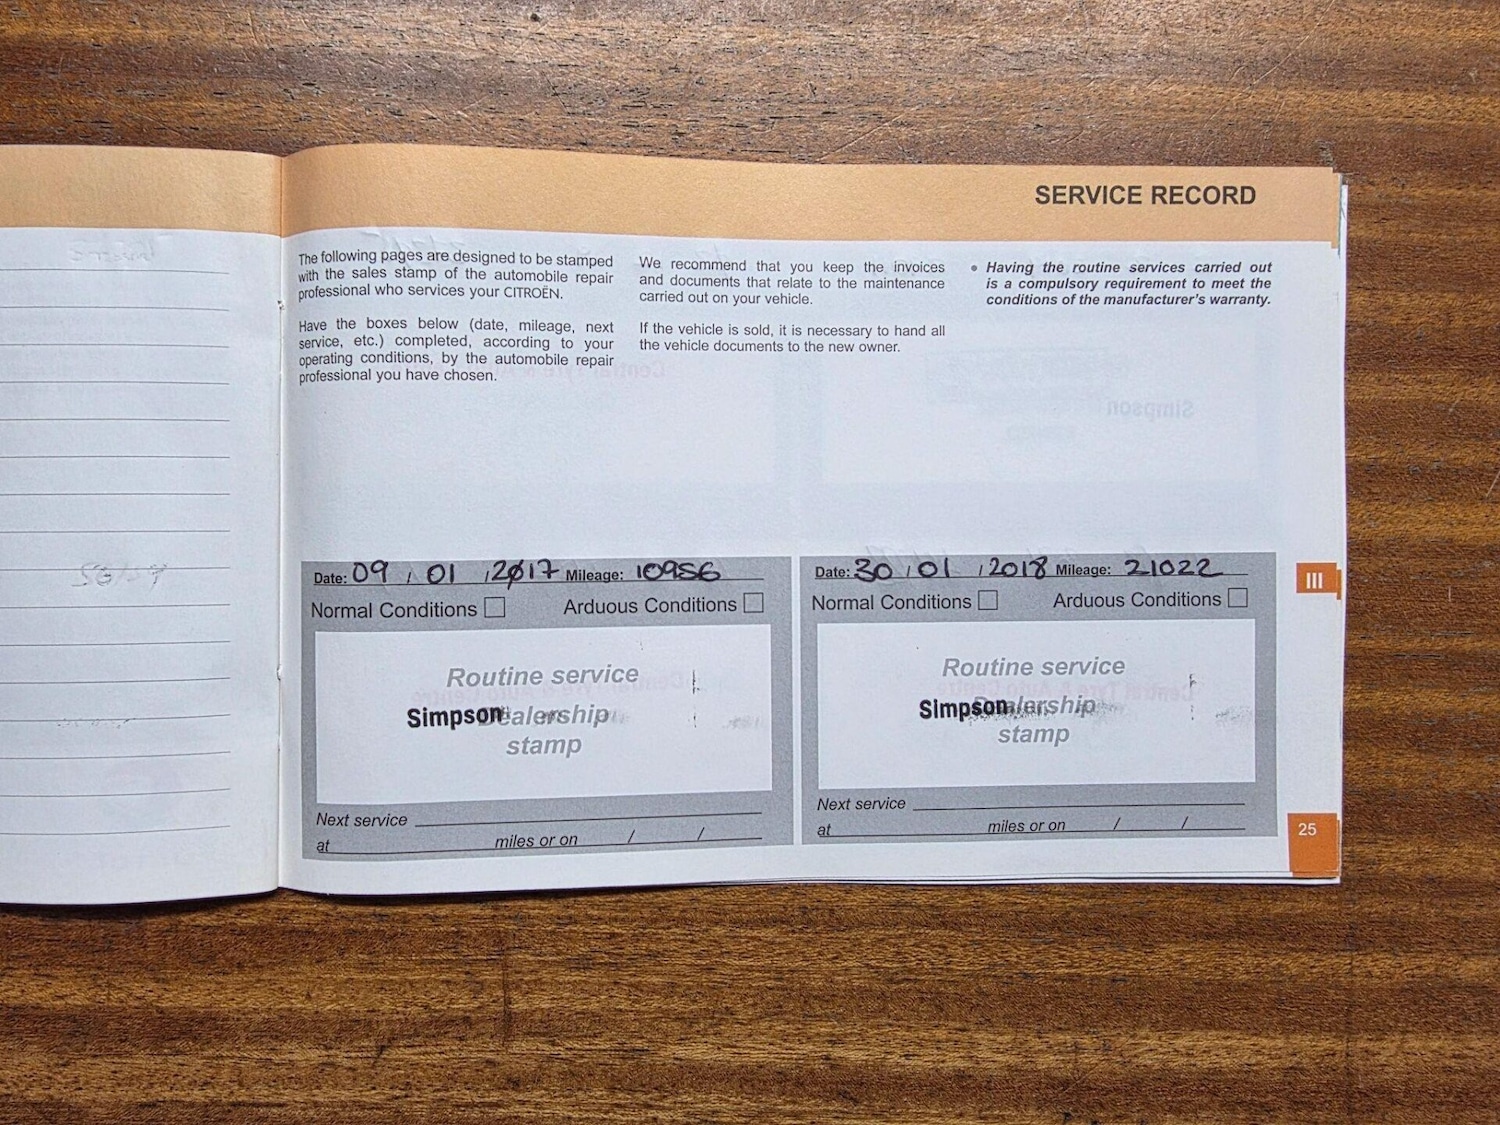 SERVICE RECORD
The following pages are designed to be stamped
with the sales stamp of the automobile repair
professional who services your CITROËN.
Have the boxes below (date, mileage, next
service, etc.) completed, according to your
operating conditions, by the automobile repair
professional you have chosen.
We recommend that you keep the invoices
and documents that relate to the maintenance
carried out on your vehicle.
If the vehicle is sold, it is necessary to hand all
the vehicle documents to the new owner.
• Having the routine services carried out
is a compulsory requirement to meet the
conditions of the manufacturer's warranty.
Date: 09 / 01 / 2017 Mileage: 10956
Normal Conditions Arduous Conditions
Routine service
Simpson Dealership
stamp
Next service
at miles or on / /
Date: 30 / 01 / 2018 Mileage: 21022
Normal Conditions Arduous Conditions
Routine service
Simpson Dealership
stamp
Next service
at miles or on / /
III
25